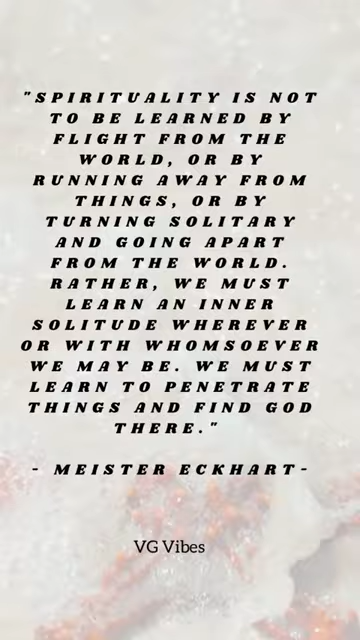 "SPIRITUALITY IS NOT
TO BE LEARNED BY
FLIGHT FROM THE
WORLD, OR BY
RUNNING AWAY FROM
THINGS, OR BY
TURNING SOLITARY
AND GOING APART
FROM THE WORLD.
RATHER, WE MUST
LEARN AN INNER
SOLITUDE WHEREVER
OR WITH WHOMSOEVER
WE MAY BE. WE MUST
LEARN TO PENETRATE
THINGS AND FIND GOD
THERE."
- MEISTER ECKHART-
VG Vibes